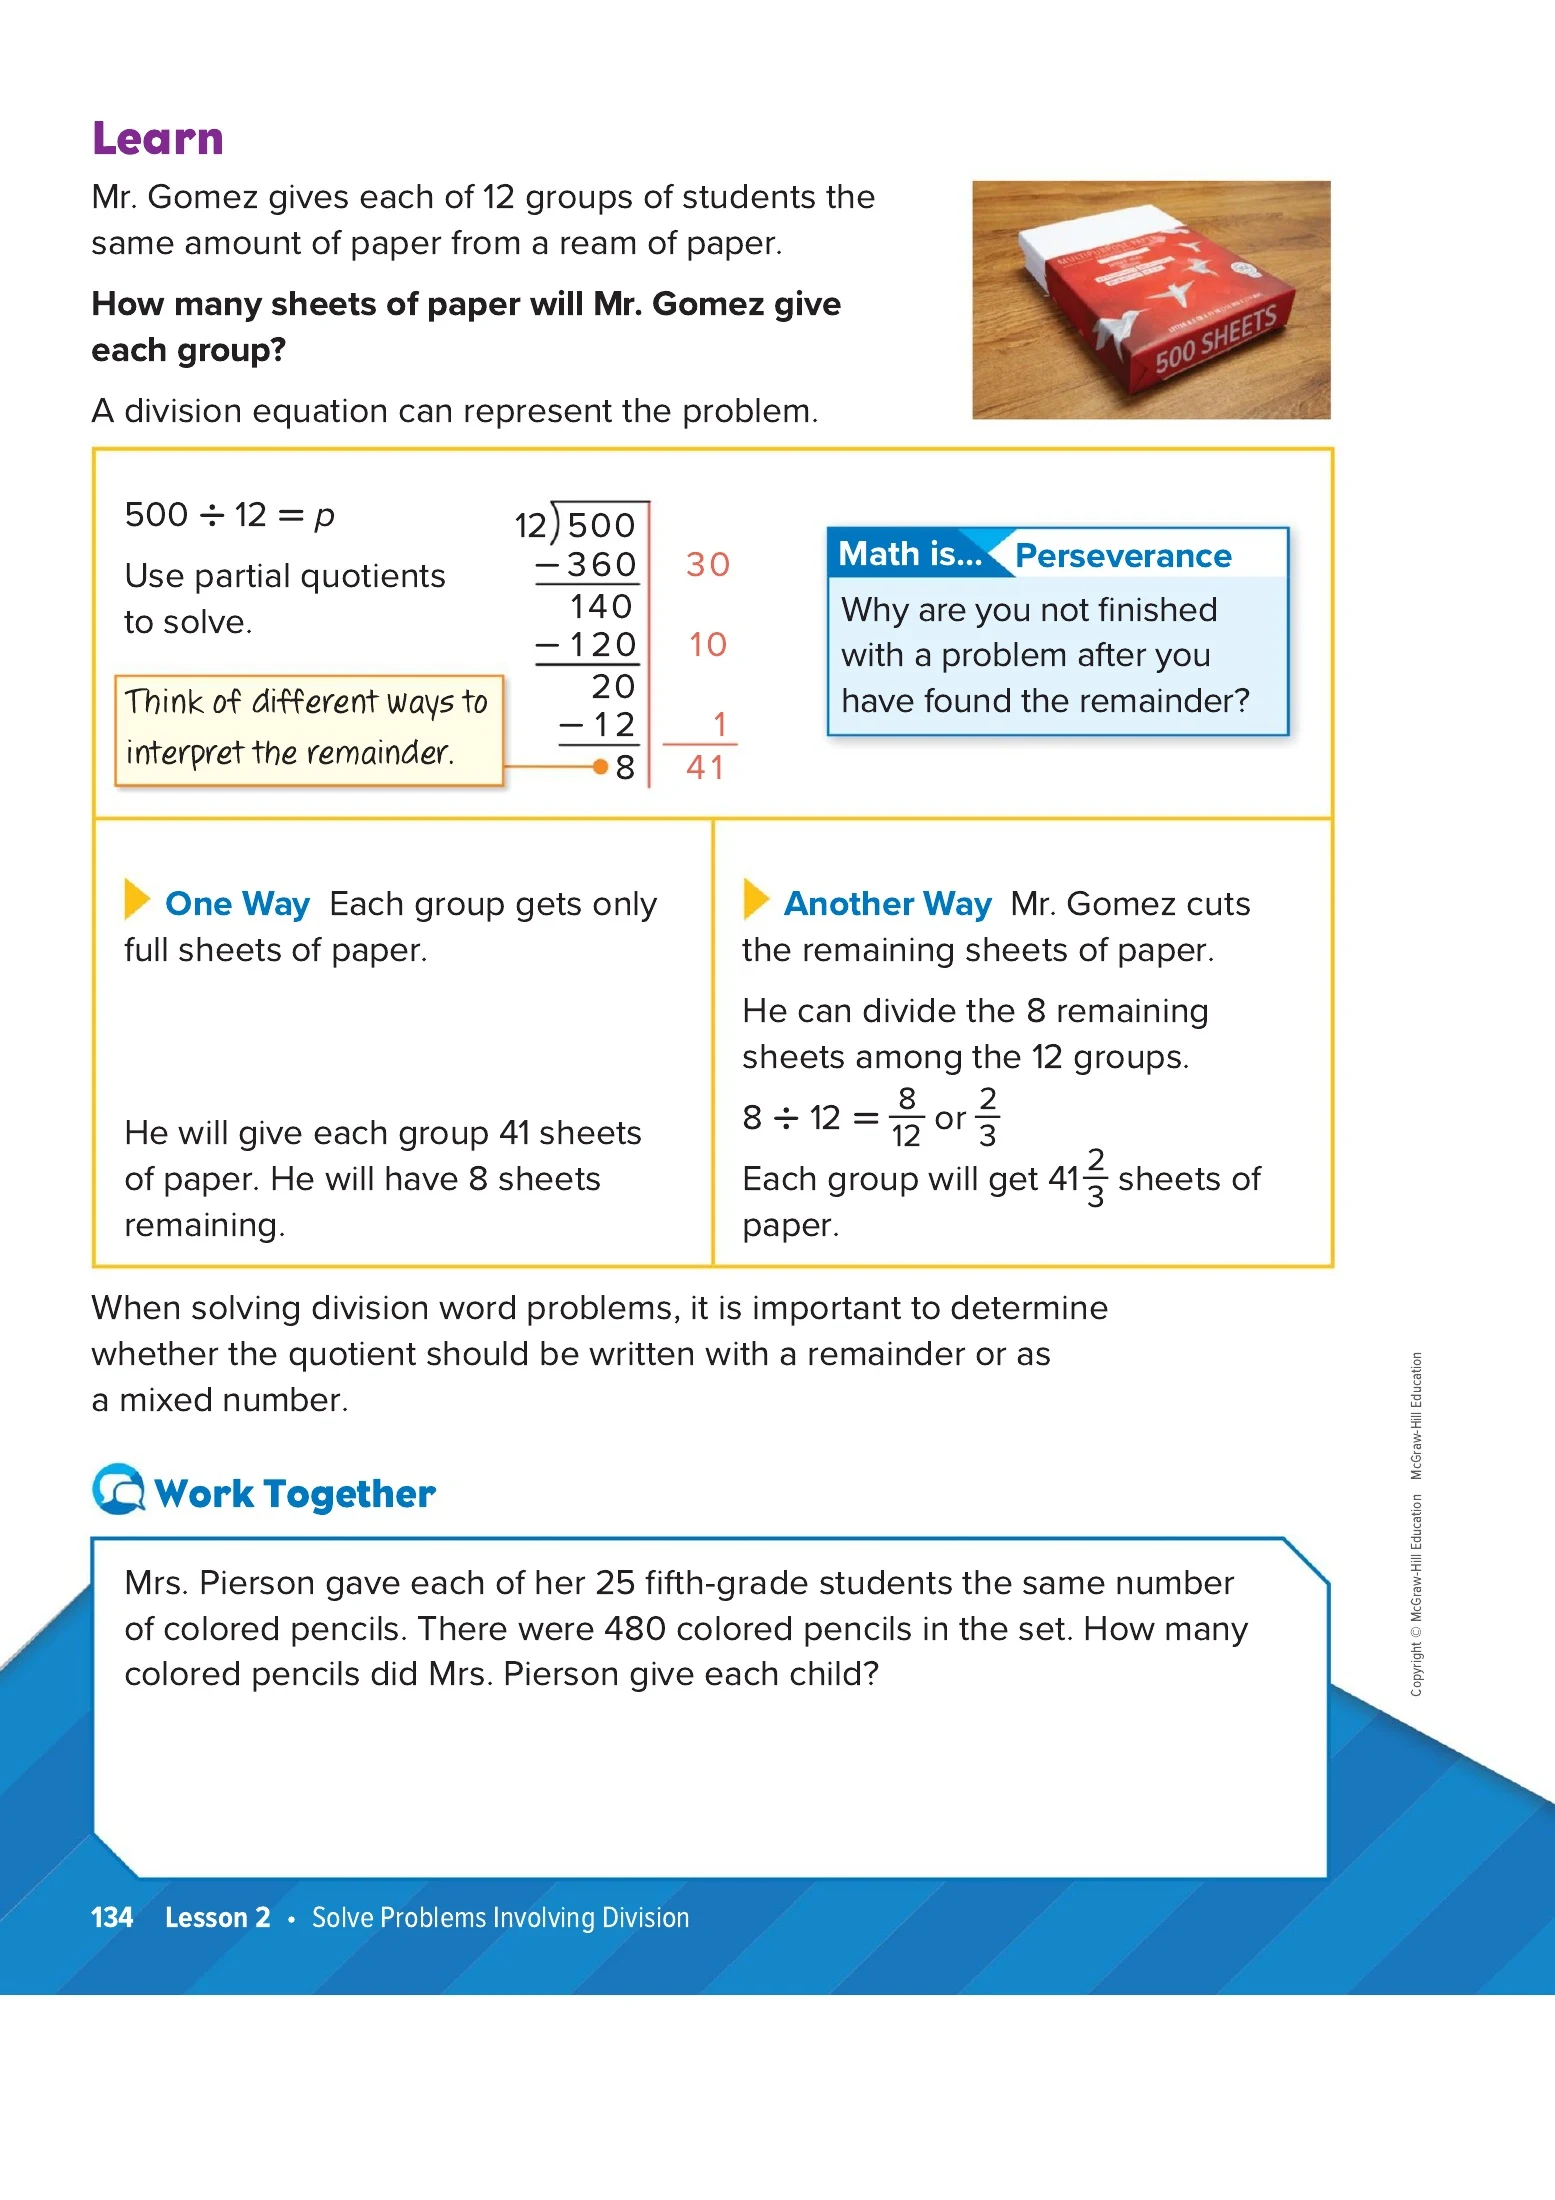 Learn
Mr. Gomez gives each of 12 groups of students the
same amount of paper from a ream of paper.
How many sheets of paper will Mr. Gomez give
each group?
A division equation can represent the problem.
MULTIPURPOSE PAPER
500 SHEETS
500 ÷ 12 = p
Use partial quotients
to solve.
Think of different ways to
interpret the remainder.
12)500
−360 30
140
−120 10
20
−12 1
8 41
Math is... Perseverance
Why are you not finished
with a problem after you
have found the remainder?
One Way Each group gets only
full sheets of paper.
He will give each group 41 sheets
of paper. He will have 8 sheets
remaining.
Another Way Mr. Gomez cuts
the remaining sheets of paper.
He can divide the 8 remaining
sheets among the 12 groups.
8 ÷ 12 = 8/12 or 2/3
Each group will get 41 2/3 sheets of
paper.
When solving division word problems, it is important to determine
whether the quotient should be written with a remainder or as
a mixed number.
Work Together
Mrs. Pierson gave each of her 25 fifth-grade students the same number
of colored pencils. There were 480 colored pencils in the set. How many
colored pencils did Mrs. Pierson give each child?
134 Lesson 2 • Solve Problems Involving Division
Copyright © McGraw-Hill Education McGraw-Hill Education